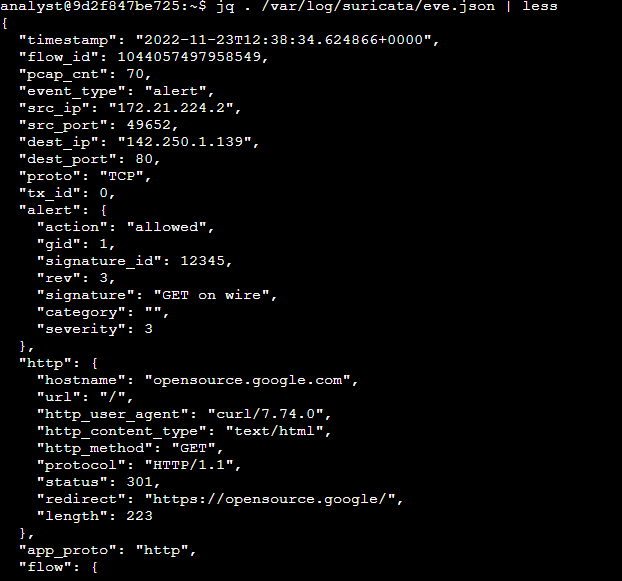 analyst@9d2f847be725:~$ jq . /var/log/suricata/eve.json | less
{
  "timestamp": "2022-11-23T12:38:34.624866+0000",
  "flow_id": 1044057497958549,
  "pcap_cnt": 70,
  "event_type": "alert",
  "src_ip": "172.21.224.2",
  "src_port": 49652,
  "dest_ip": "142.250.1.139",
  "dest_port": 80,
  "proto": "TCP",
  "tx_id": 0,
  "alert": {
    "action": "allowed",
    "gid": 1,
    "signature_id": 12345,
    "rev": 3,
    "signature": "GET on wire",
    "category": "",
    "severity": 3
  },
  "http": {
    "hostname": "opensource.google.com",
    "url": "/",
    "http_user_agent": "curl/7.74.0",
    "http_content_type": "text/html",
    "http_method": "GET",
    "protocol": "HTTP/1.1",
    "status": 301,
    "redirect": "https://opensource.google/",
    "length": 223
  },
  "app_proto": "http",
  "flow": {